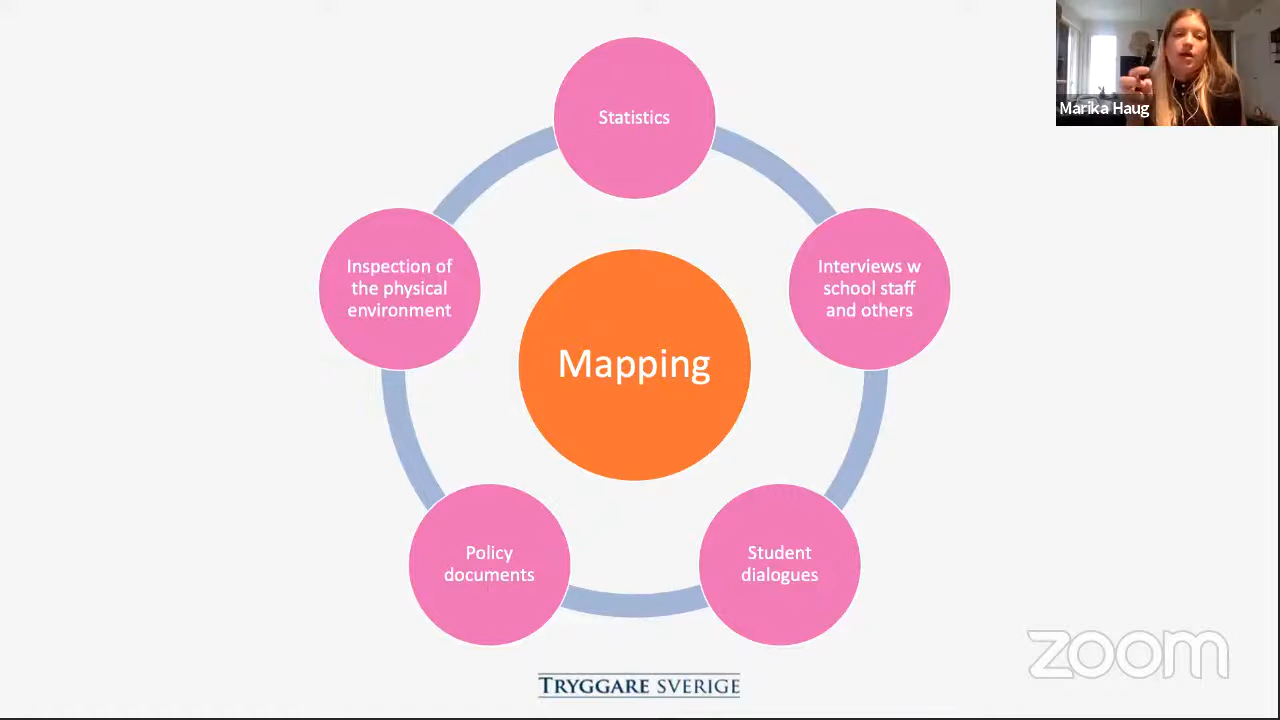 Statistics
Marika Haug
Inspection of
the physical
environment
Interviews w
school staff
and others
Mapping
Policy
documents
Student
dialogues
zoom
TRYGGARE SVERIGE